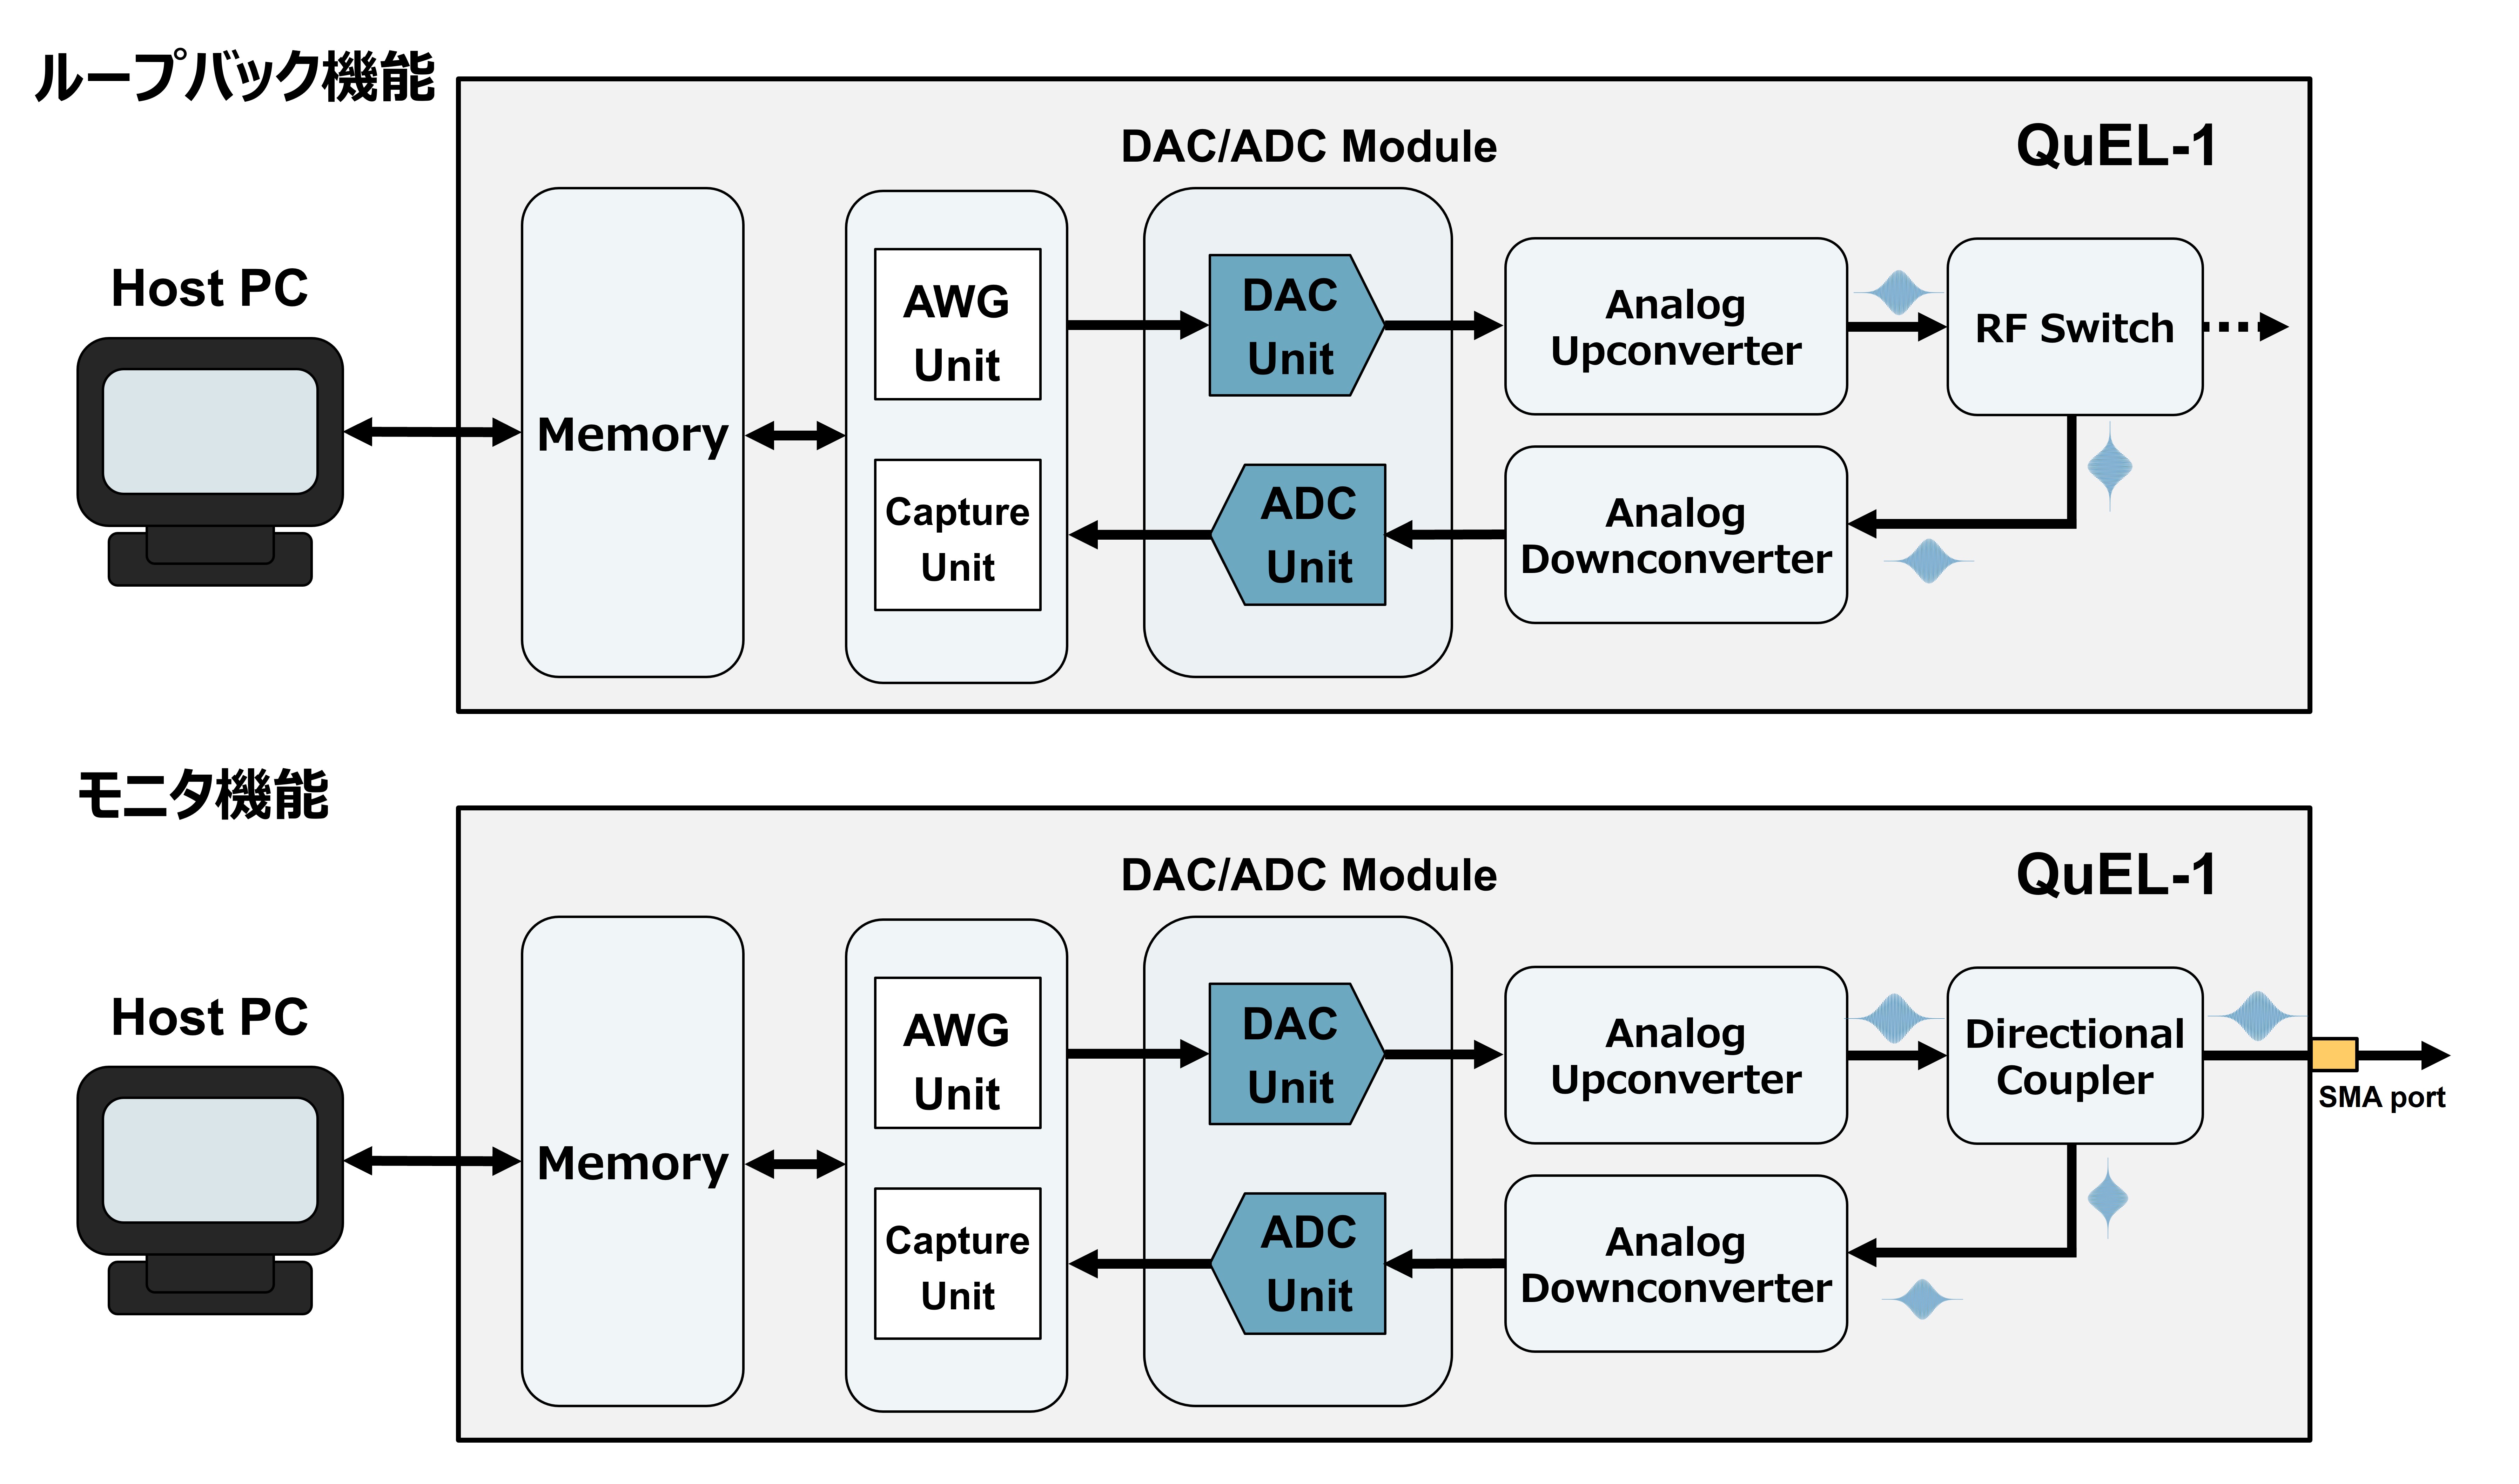 ループバック機能
DAC/ADC Module
QuEL-1
Host PC
Memory
AWG
Unit
Capture
Unit
DAC
Unit
ADC
Unit
Analog
Upconverter
Analog
Downconverter
RF Switch
モニタ機能
DAC/ADC Module
QuEL-1
Host PC
Memory
AWG
Unit
Capture
Unit
DAC
Unit
ADC
Unit
Analog
Upconverter
Analog
Downconverter
Directional
Coupler
SMA port